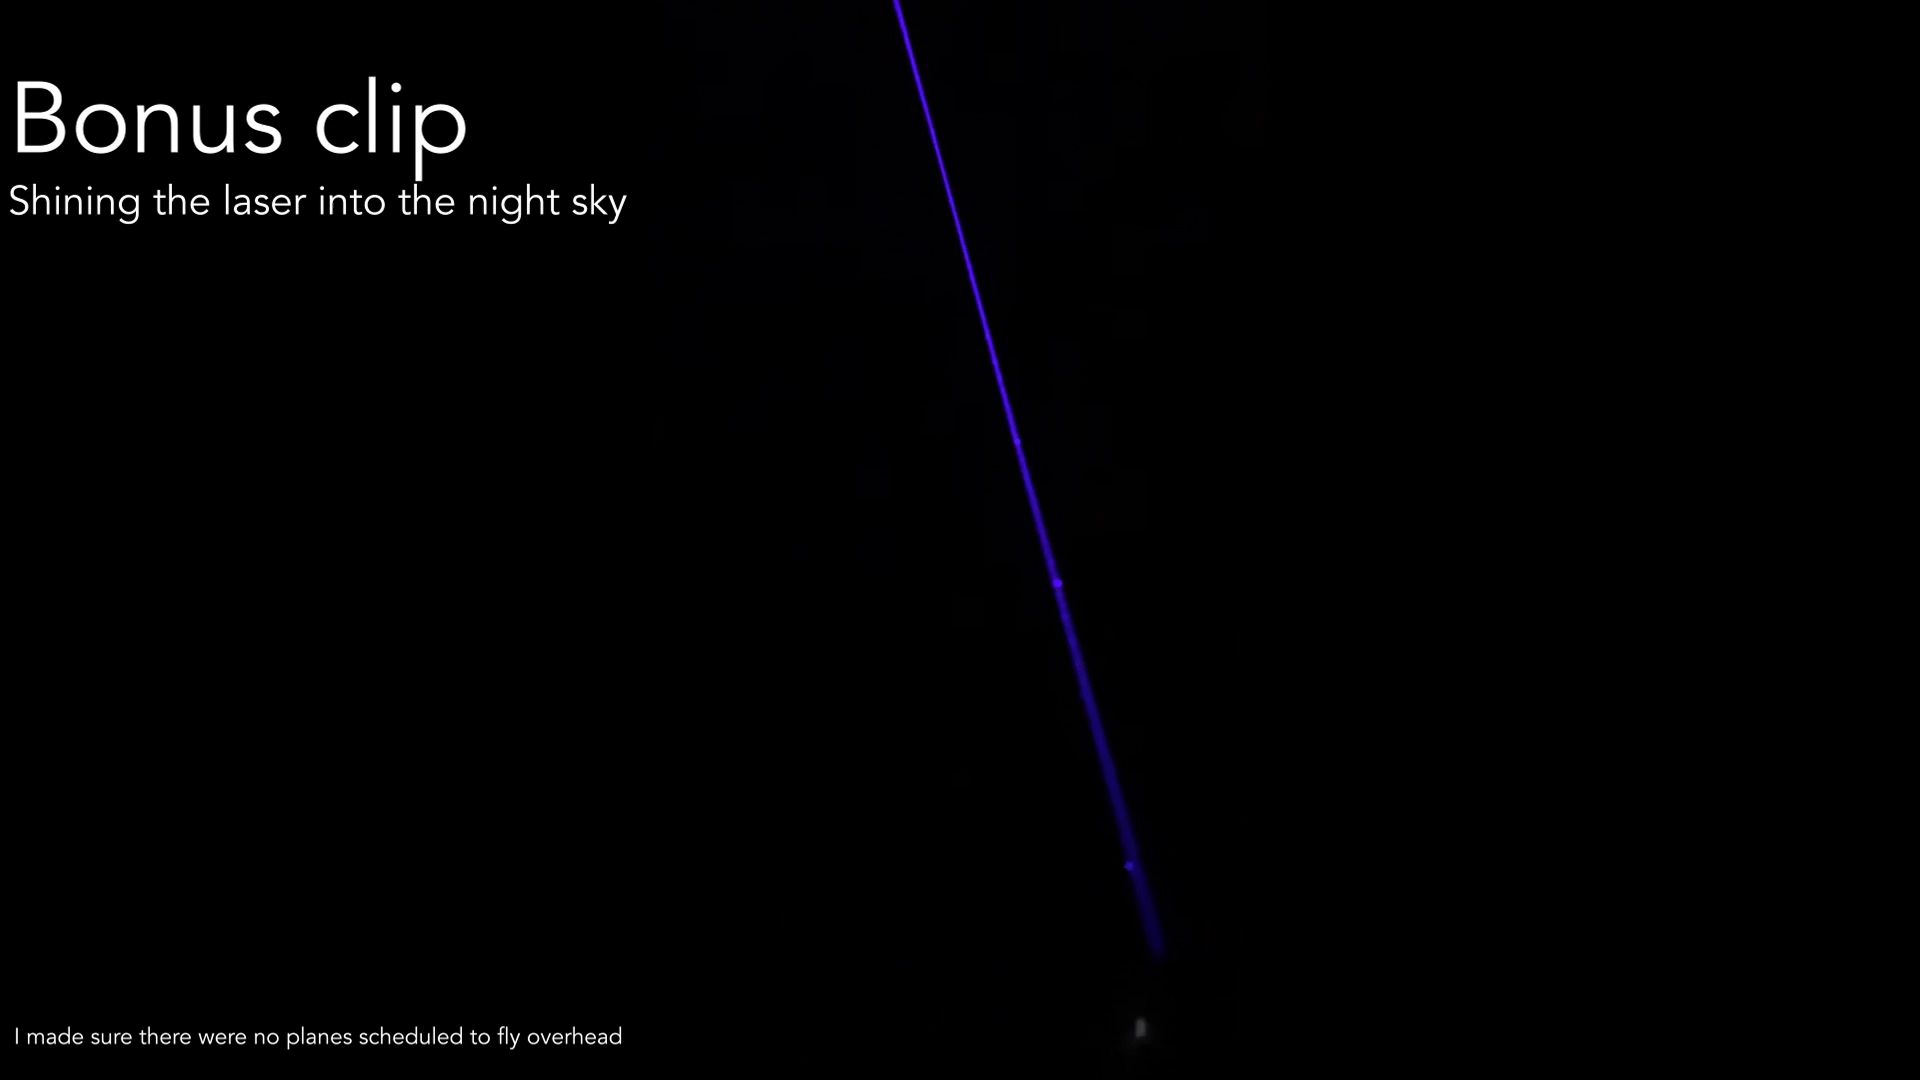 Bonus clip
Shining the laser into the night sky
I made sure there were no planes scheduled to fly overhead